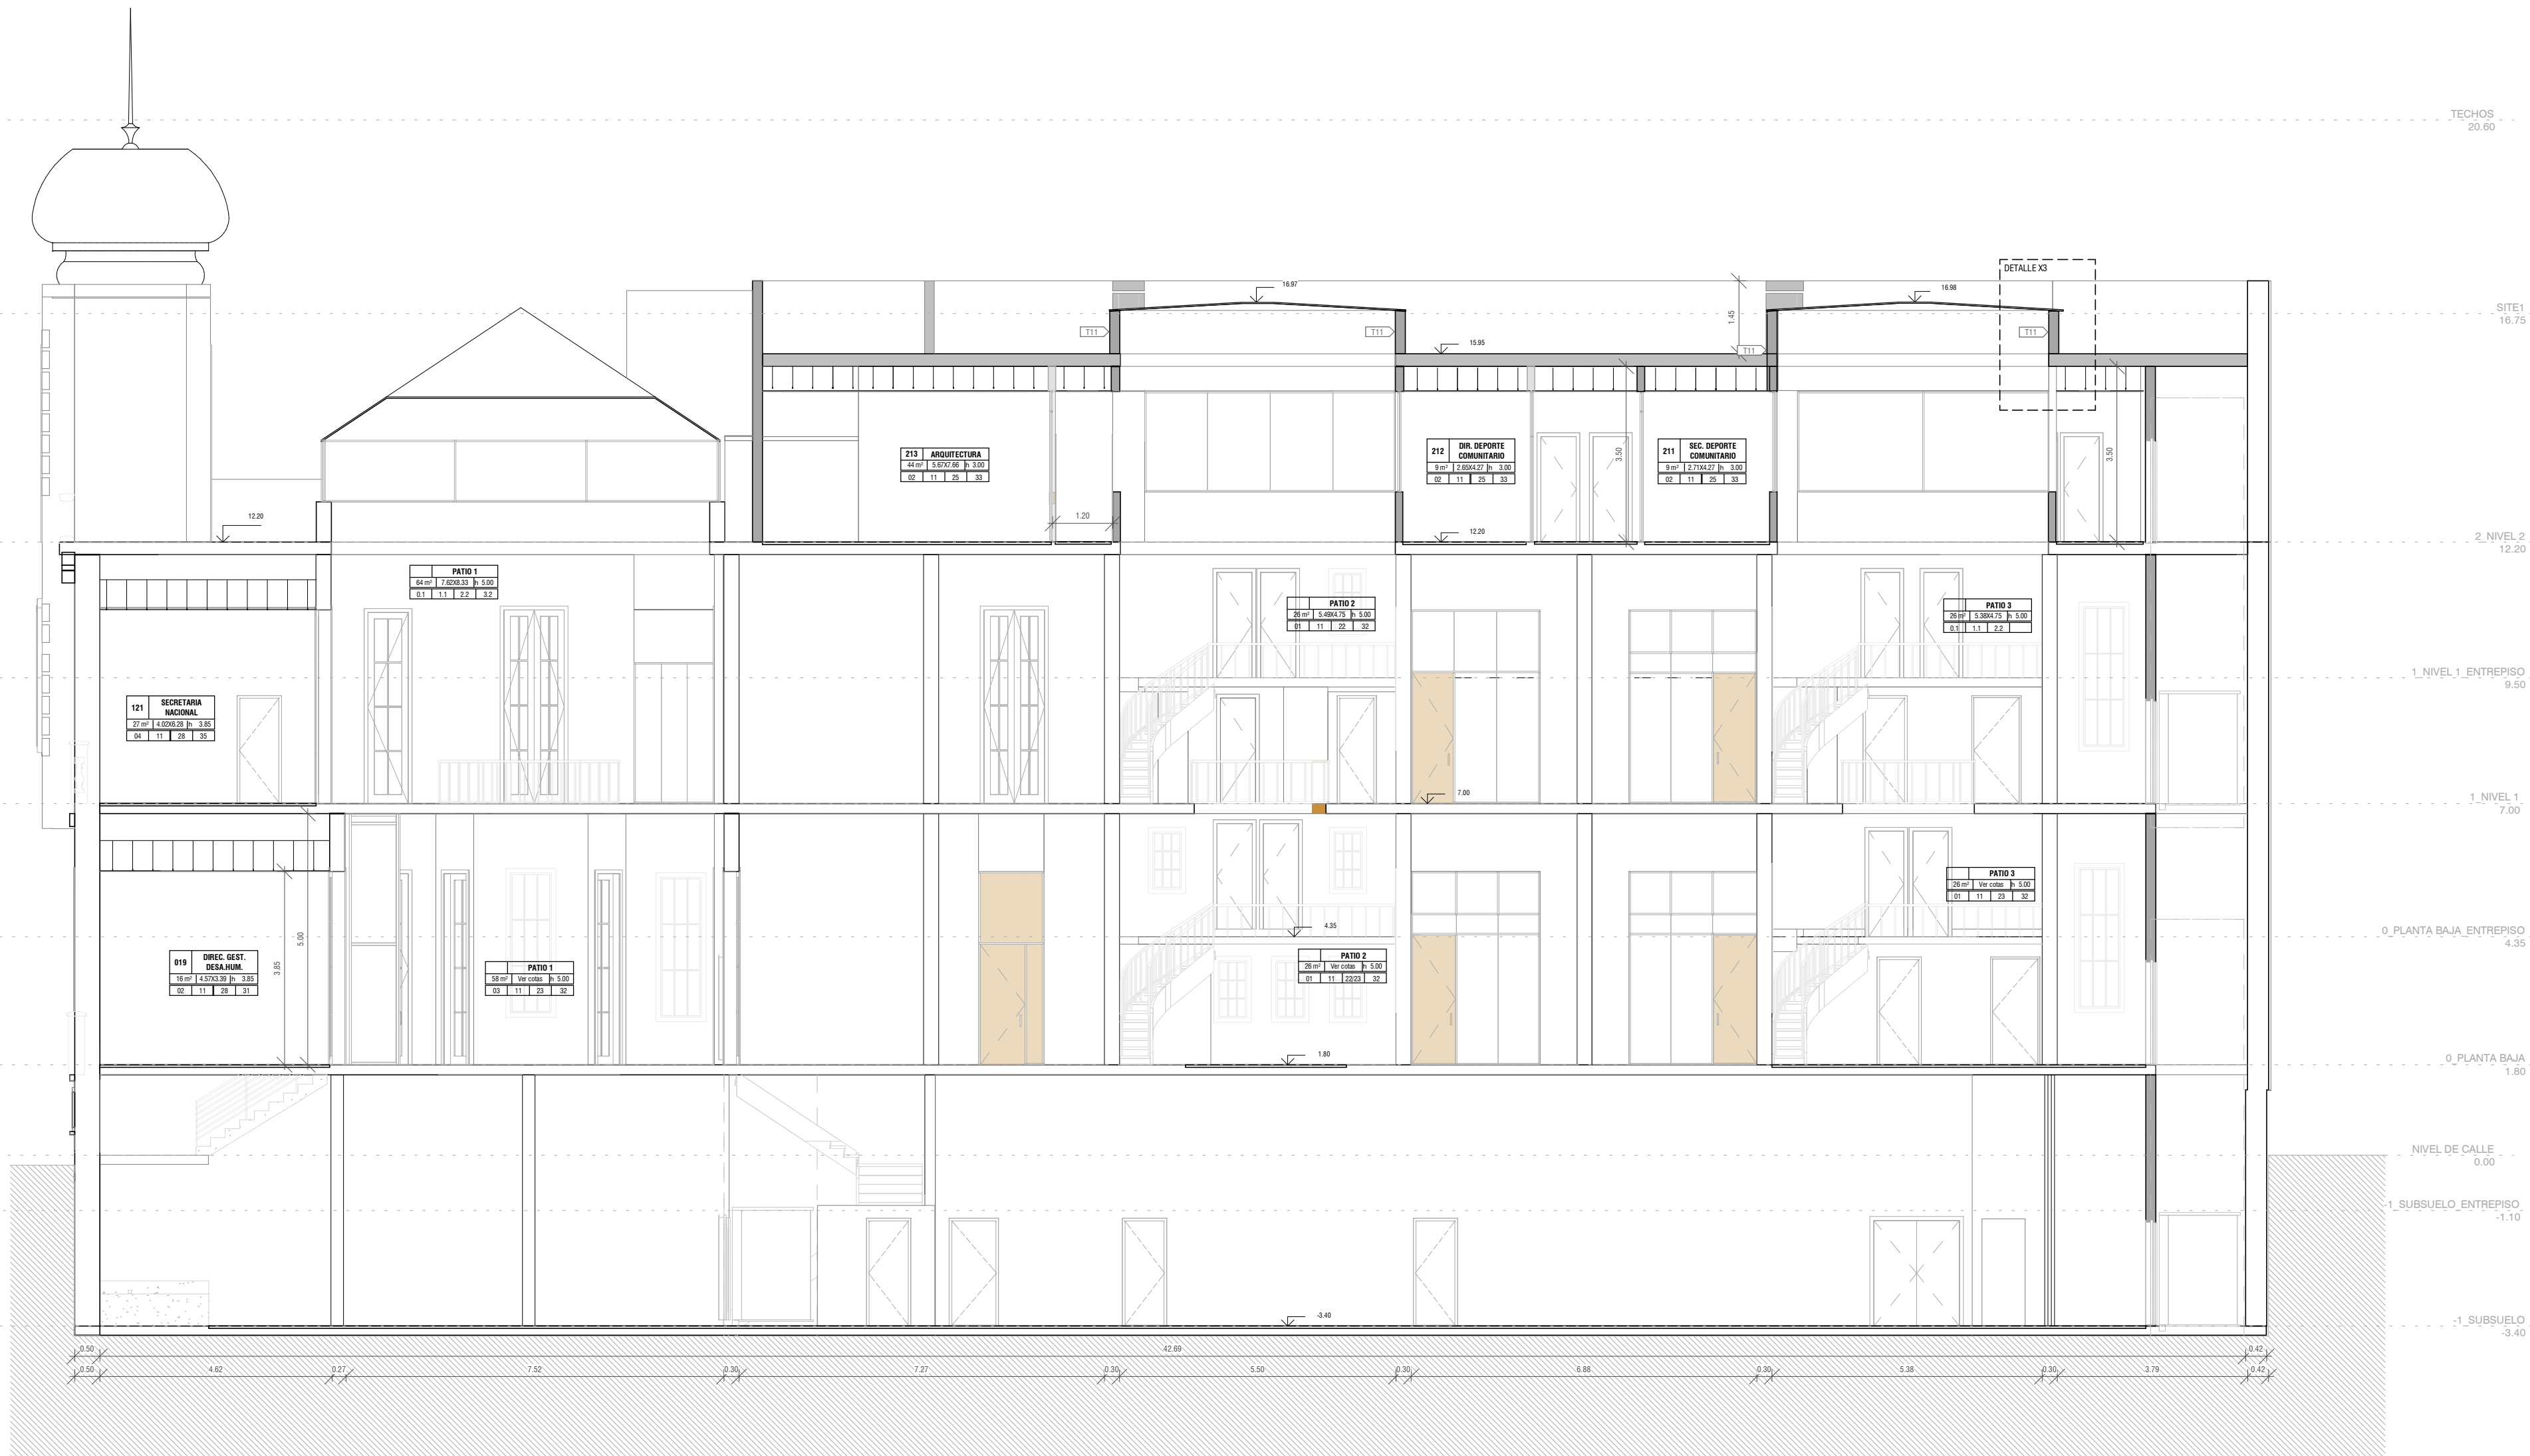 TECHOS
20.60
DETALLE X3
16.97
16.98
SITE1
16.75
1.45
T11
T11
T11
T11
15.95
213 ARQUITECTURA
44 m² 5.67X7.66 h 3.00
02 11 25 33
212 DIR. DEPORTE
COMUNITARIO
9 m² 2.65X4.27 h 3.00
02 11 25 33
3.50
211 SEC. DEPORTE
COMUNITARIO
9 m² 2.71X4.27 h 3.00
02 11 25 33
3.50
12.20
1.20
12.20
2_NIVEL 2
12.20
PATIO 1
64 m² 7.62X8.33 h 5.00
0.1 1.1 2.2 3.2
PATIO 2
26 m² 5.49X4.75 h 5.00
01 11 22 32
PATIO 3
26 m² 5.38X4.75 h 5.00
0.1 1.1 2.2
1_NIVEL 1_ENTREPISO
9.50
121 SECRETARIA
NACIONAL
27 m² 4.02X6.28 h 3.85
04 11 28 35
7.00
1_NIVEL 1
7.00
PATIO 3
26 m² Ver cotas h 5.00
01 11 23 32
5.00
3.85
4.35
0_PLANTA BAJA_ENTREPISO
4.35
019 DIREC. GEST.
DESA.HUM.
16 m² 4.57X3.39 h 3.85
02 11 28 31
PATIO 1
58 m² Ver cotas h 5.00
03 11 23 32
PATIO 2
26 m² Ver cotas h 5.00
01 11 22/23 32
1.80
0_PLANTA BAJA
1.80
NIVEL DE CALLE
0.00
-1_SUBSUELO_ENTREPISO
-1.10
-3.40
-1_SUBSUELO
-3.40
0.50 42.69 0.42
0.50 4.62 0.27 7.52 0.30 7.27 0.30 5.50 0.30 6.88 0.30 5.38 0.30 3.79 0.42